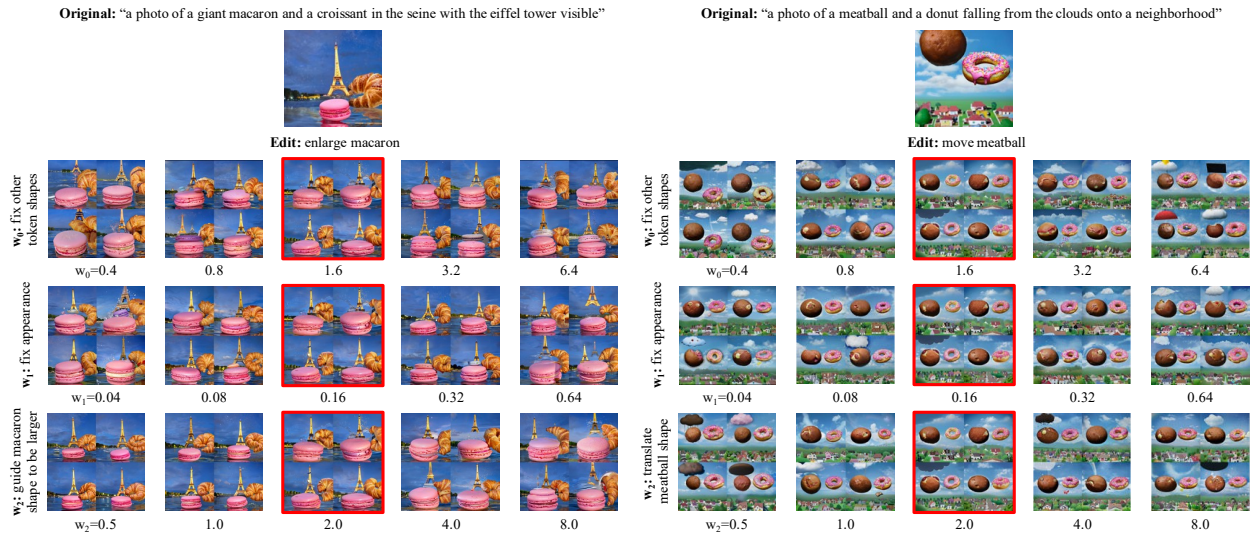 Original: “a photo of a giant macaron and a croissant in the seine with the eiffel tower visible”
Edit: enlarge macaron
w0: fix other
token shapes
w0=0.4
0.8
1.6
3.2
6.4
w1: fix appearance
w1=0.04
0.08
0.16
0.32
0.64
w2: guide macaron
shape to be larger
w2=0.5
1.0
2.0
4.0
8.0
Original: “a photo of a meatball and a donut falling from the clouds onto a neighborhood”
Edit: move meatball
w0: fix other
token shapes
w0=0.4
0.8
1.6
3.2
6.4
w1: fix appearance
w1=0.04
0.08
0.16
0.32
0.64
w2: translate
meatball shape
w2=0.5
1.0
2.0
4.0
8.0